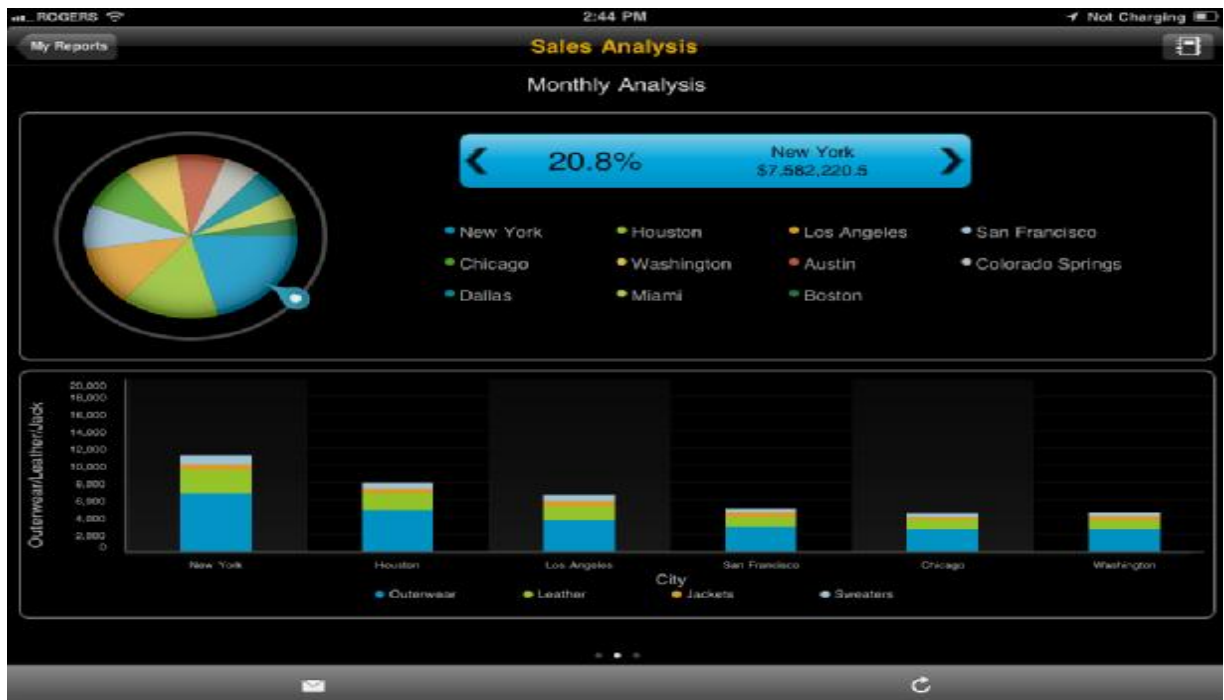 ROGERS 2:44 PM Not Charging
My Reports Sales Analysis
Monthly Analysis
20.8% New York
$7,582,220.5
New York Houston Los Angeles San Francisco
Chicago Washington Austin Colorado Springs
Dallas Miami Boston
Outerwear/Leather/Jack
20,000
18,000
16,000
14,000
12,000
10,000
8,000
6,000
4,000
2,000
0
New York Houston Los Angeles San Francisco Chicago Washington
City
Outerwear Leather Jackets Sweaters